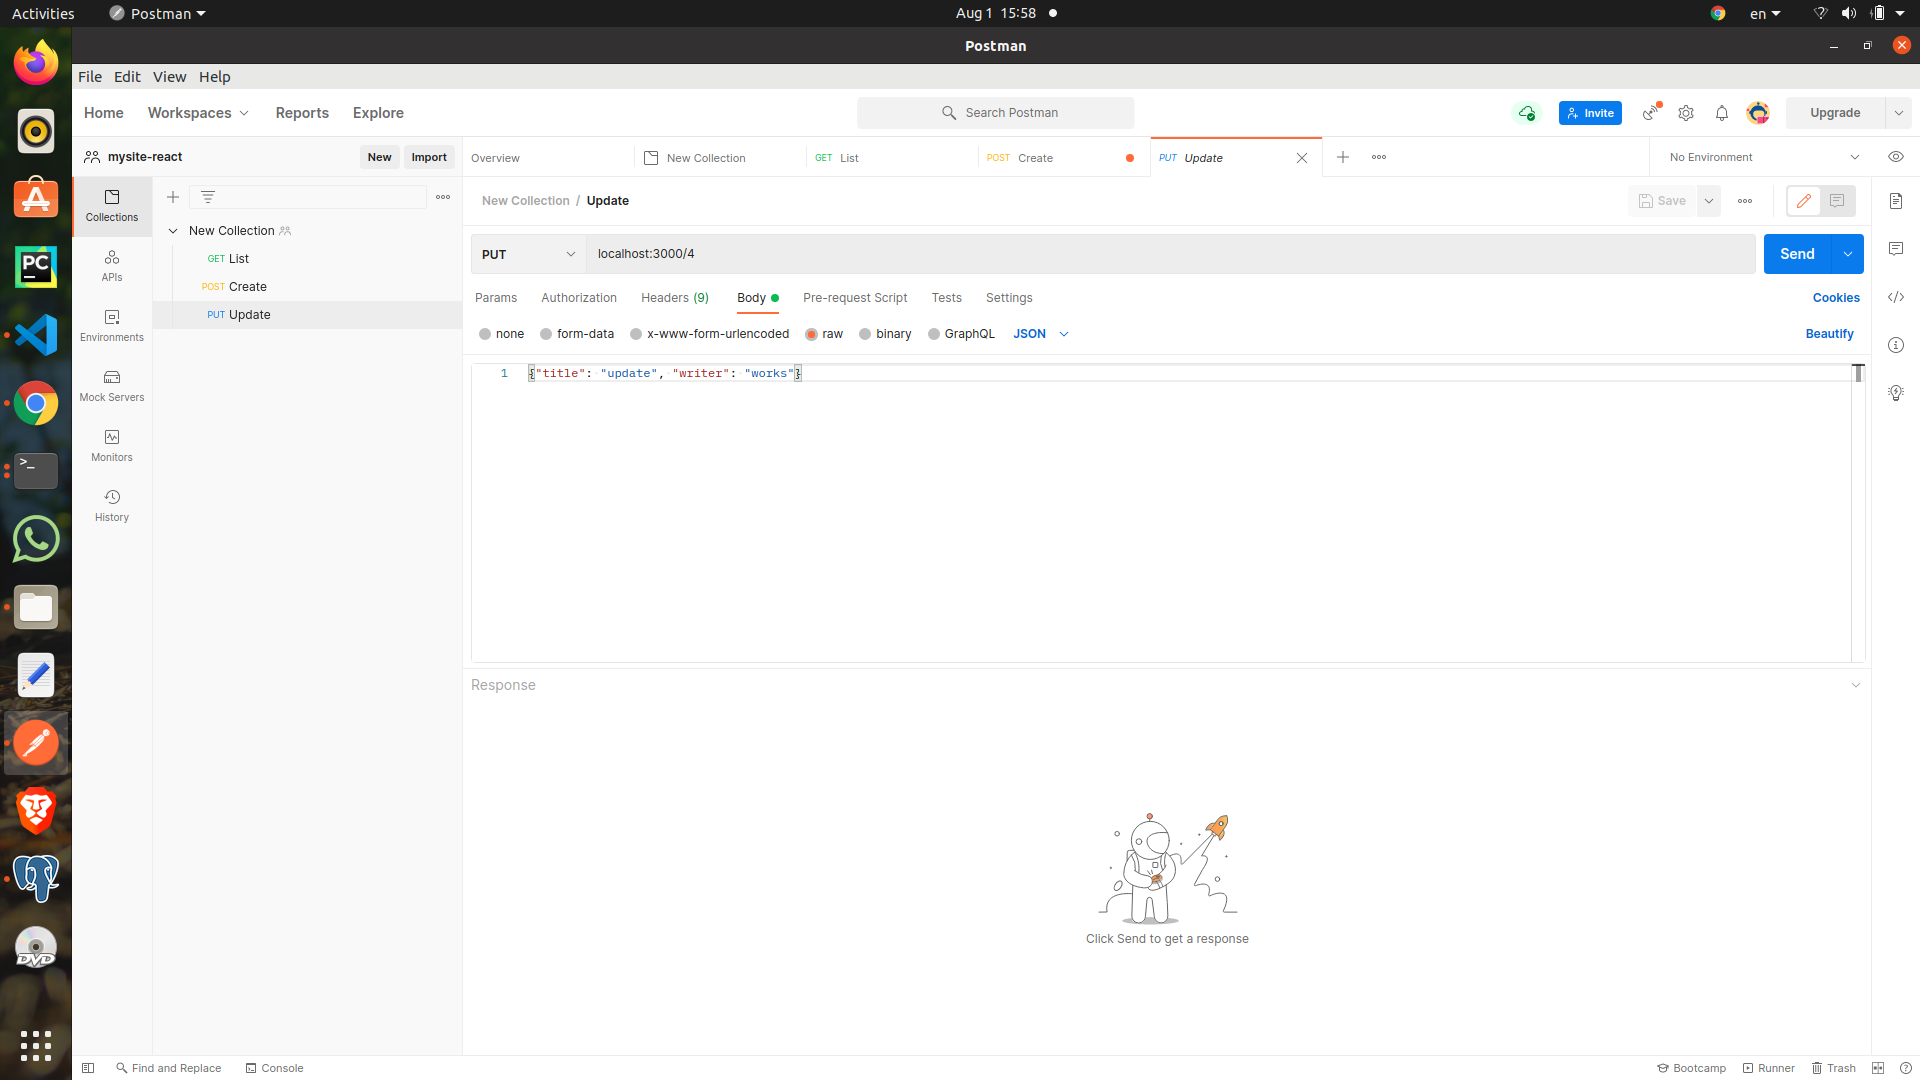 Activities Postman Aug 1 15:58 en
Postman
File Edit View Help
Home Workspaces Reports Explore Search Postman Invite Upgrade
mysite-react New Import Overview New Collection GET List POST Create PUT Update No Environment
Collections
New Collection / Update Save
New Collection
GET List
POST Create
PUT Update
APIs
Environments
Mock Servers
Monitors
History
PUT localhost:3000/4 Send
Params Authorization Headers (9) Body Pre-request Script Tests Settings Cookies
none form-data x-www-form-urlencoded raw binary GraphQL JSON Beautify
1 {"title": "update", "writer": "works"}
Response
Click Send to get a response
PC
>_
DVD
Find and Replace Console Bootcamp Runner Trash